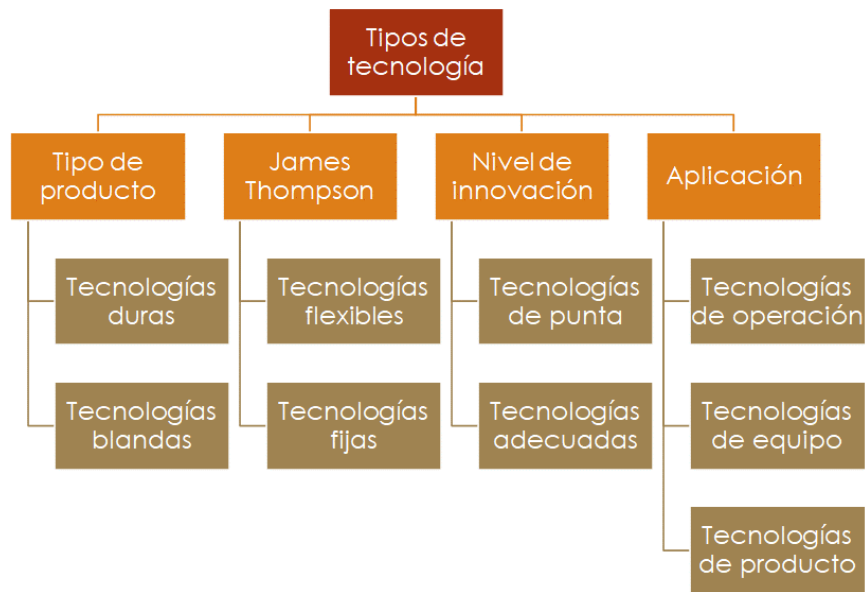 Tipos de
tecnología
Tipo de
producto
James
Thompson
Nivel de
innovación
Aplicación
Tecnologías
duras
Tecnologías
flexibles
Tecnologías
de punta
Tecnologías
de operación
Tecnologías
blandas
Tecnologías
fijas
Tecnologías
adecuadas
Tecnologías
de equipo
Tecnologías
de producto